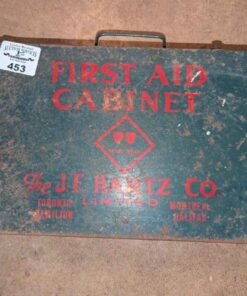 453
FIRST AID
CABINET
The J.F. HARTZ CO.
TORONTO LIMITED MONTREAL
HAMILTON HALIFAX